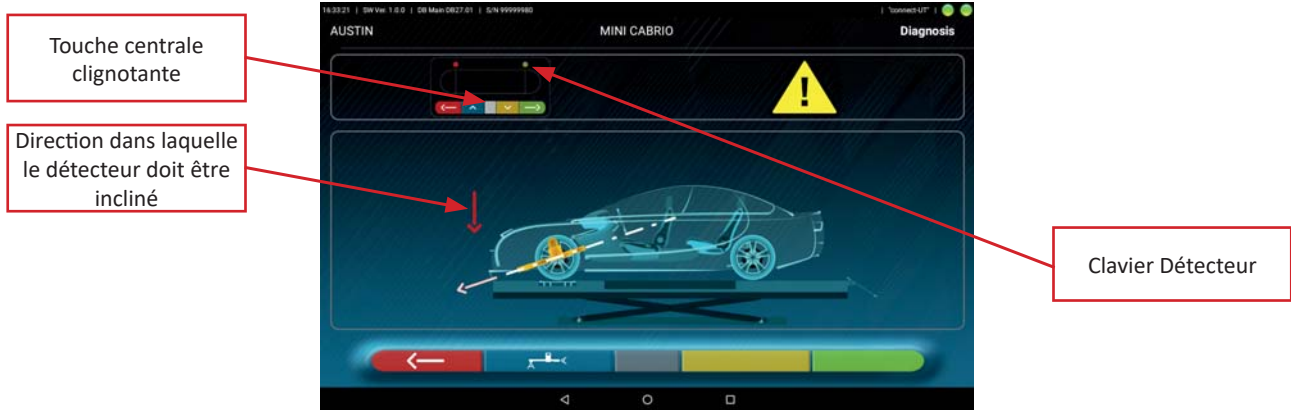 16:33:21 | SW Ver. 1.0.0 | DB Main DB27.01 | S/N 99999980 | "connect-UT" |
AUSTIN MINI CABRIO Diagnosis
Touche centrale
clignotante
Direction dans laquelle
le détecteur doit être
incliné
Clavier Détecteur